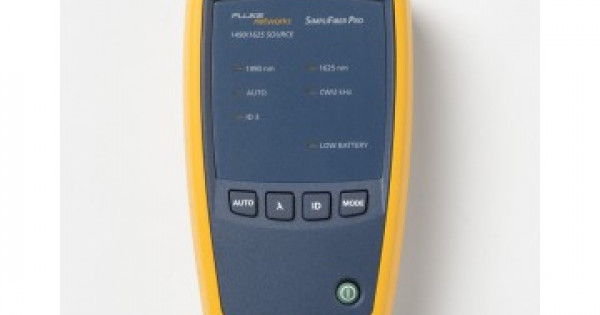 FLUKE networks SimpliFiber Pro
1490/1625 SOURCE
1490 nm 1625 nm
AUTO CW/2 kHz
ID λ
LOW BATTERY
AUTO λ ID MODE